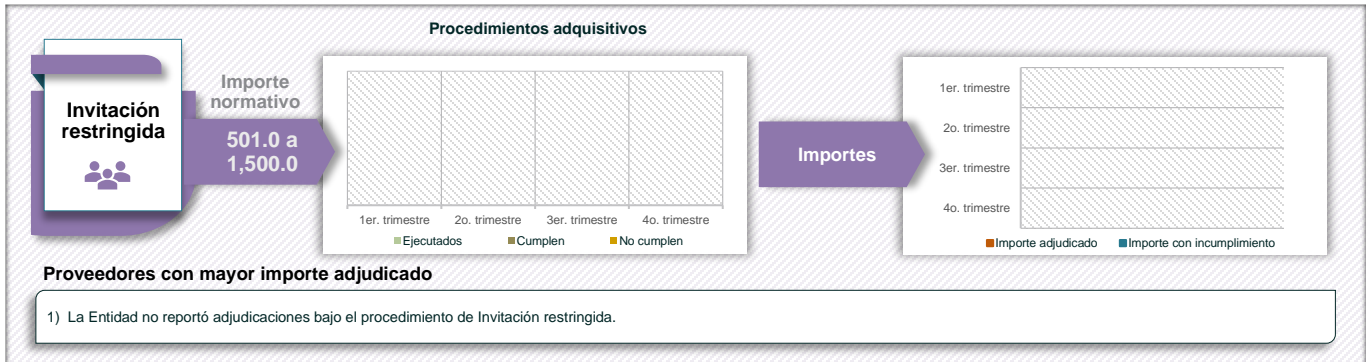 Procedimientos adquisitivos
Invitación
restringida
Importe
normativo
501.0 a
1,500.0
1er. trimestre 2o. trimestre 3er. trimestre 4o. trimestre
Ejecutados Cumplen No cumplen
Importes
1er. trimestre
2o. trimestre
3er. trimestre
4o. trimestre
Importe adjudicado Importe con incumplimiento
Proveedores con mayor importe adjudicado
1) La Entidad no reportó adjudicaciones bajo el procedimiento de Invitación restringida.